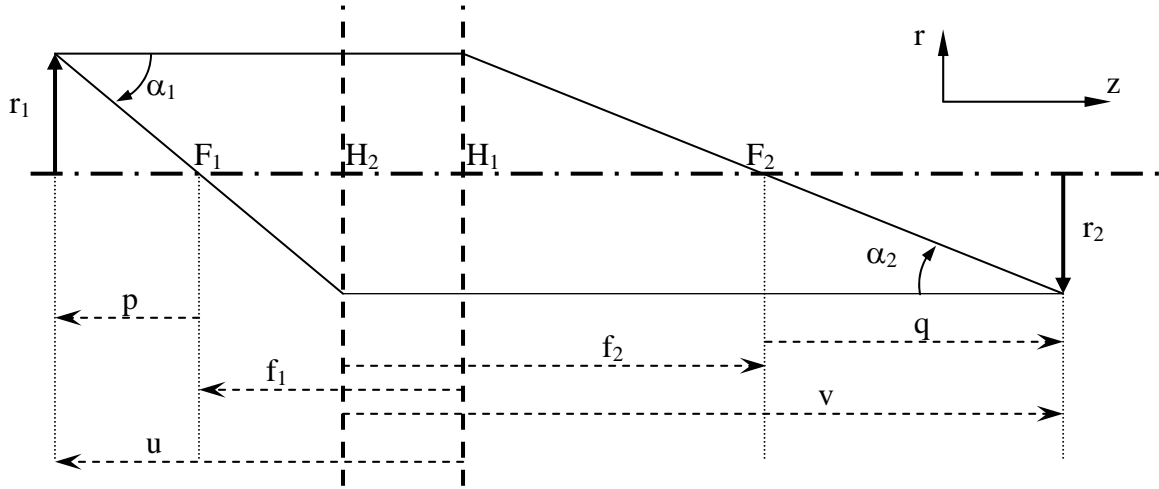 r
α₁
z
r₁
F₁
H₂
H₁
F₂
r₂
α₂
p
q
f₂
f₁
v
u